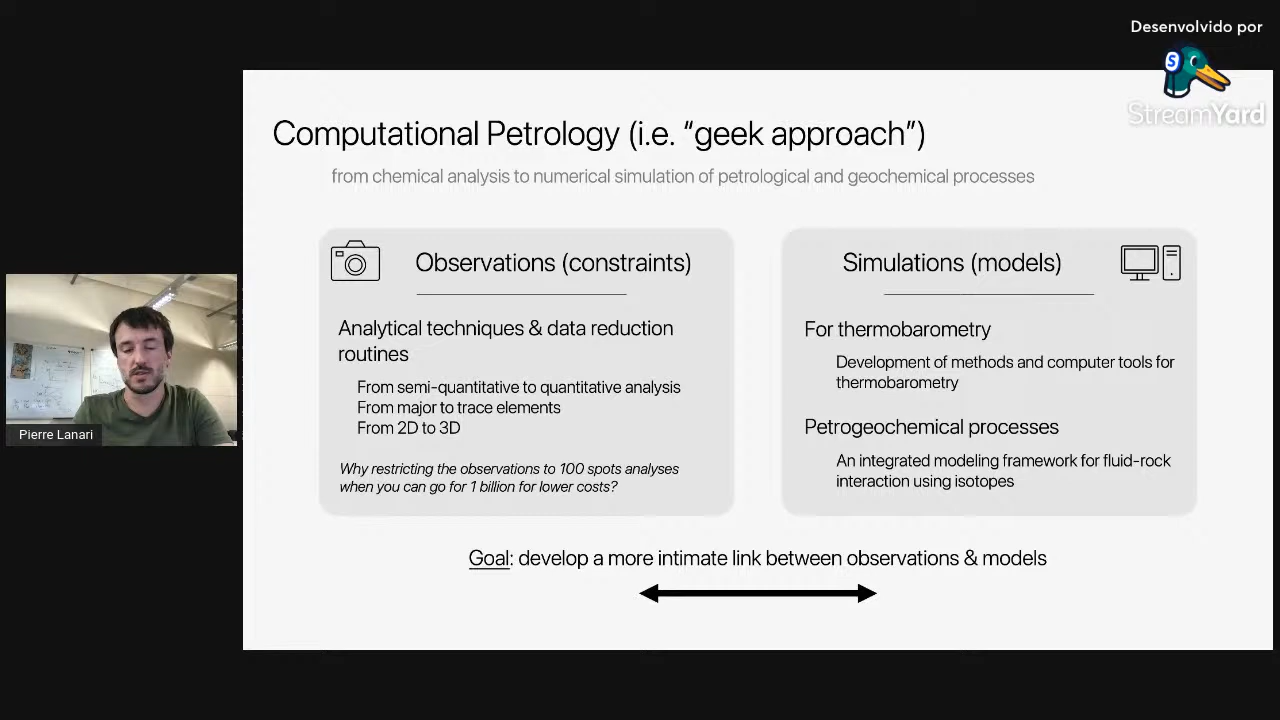 Desenvolvido por
StreamYard
Computational Petrology (i.e. “geek approach”)
from chemical analysis to numerical simulation of petrological and geochemical processes
Observations (constraints)
Analytical techniques & data reduction
routines
From semi-quantitative to quantitative analysis
From major to trace elements
From 2D to 3D
Why restricting the observations to 100 spots analyses
when you can go for 1 billion for lower costs?
Simulations (models)
For thermobarometry
Development of methods and computer tools for
thermobarometry
Petrogeochemical processes
An integrated modeling framework for fluid-rock
interaction using isotopes
Goal: develop a more intimate link between observations & models
Pierre Lanari
S